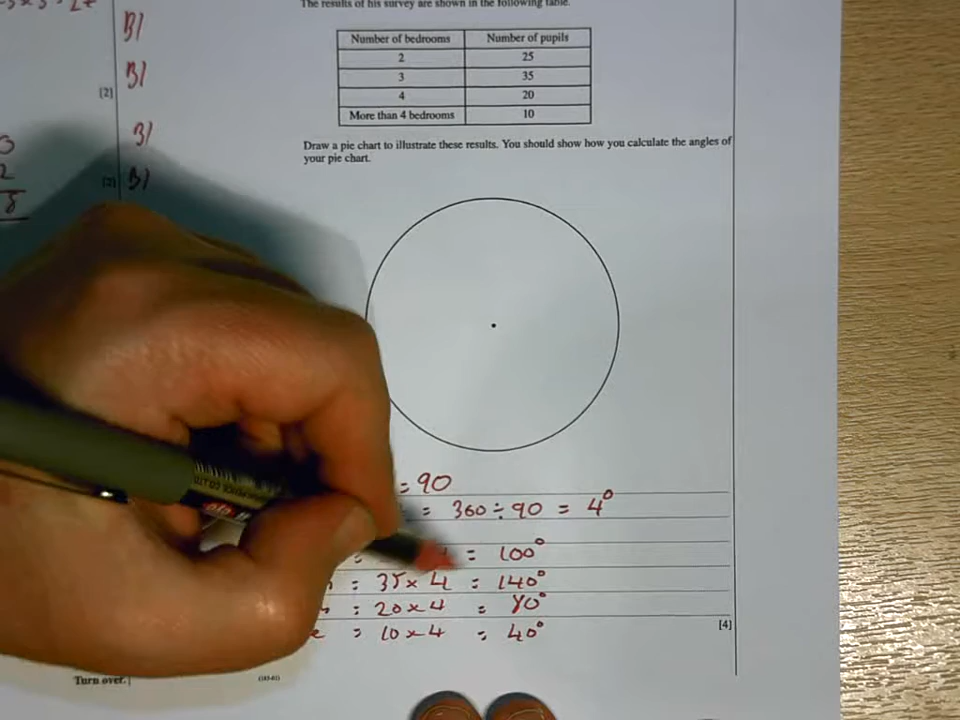 The results of his survey are shown in the following table.
Number of bedrooms Number of pupils
2 25
3 35
4 20
More than 4 bedrooms 10
Draw a pie chart to illustrate these results. You should show how you calculate the angles of
your pie chart.
B1
B1
[2]
B1
[2] B1
= 90
= 360 ÷ 90 = 4°
= 100°
: 35 × 4 = 140°
: 20 × 4 = 80°
: 10 × 4 = 40°
[4]
Turn over.